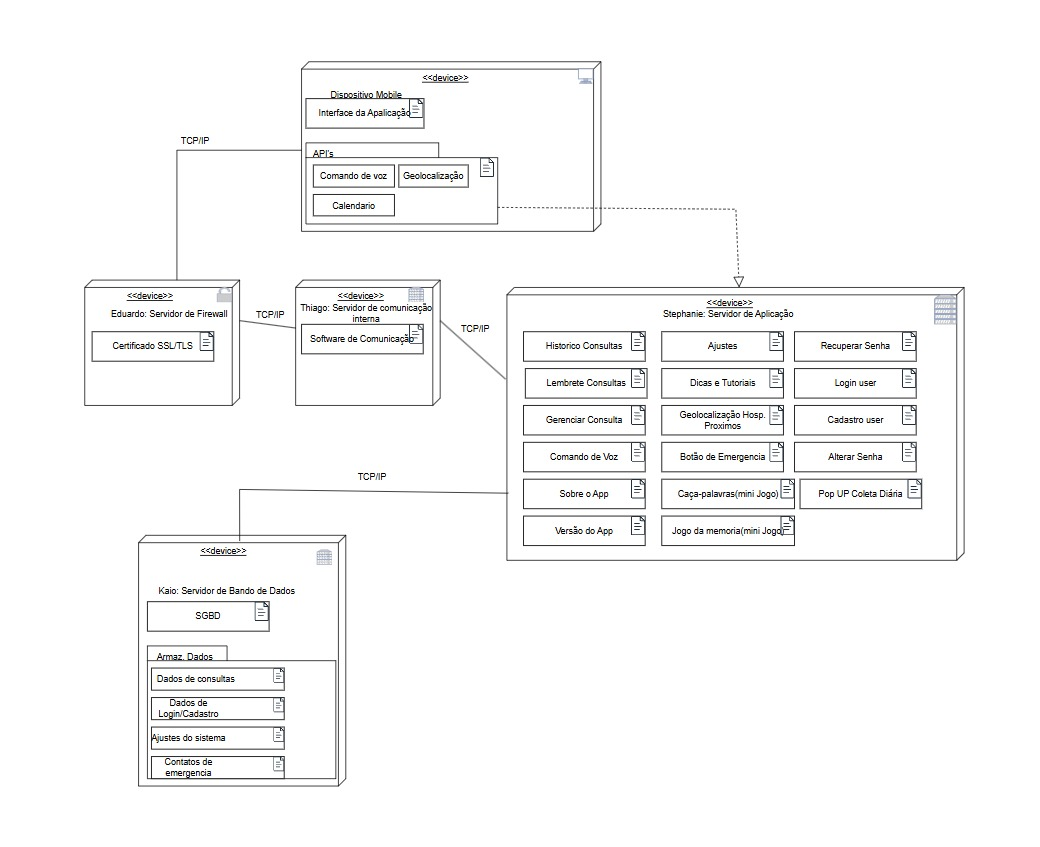 <<device>>
Dispositivo Mobile
Interface da Apalicação
API's
Comando de voz
Geolocalização
Calendario
TCP/IP
<<device>>
Eduardo: Servidor de Firewall
Certificado SSL/TLS
TCP/IP
<<device>>
Thiago: Servidor de comunicação
interna
Software de Comunicação
TCP/IP
<<device>>
Stephanie: Servidor de Aplicação
Historico Consultas
Ajustes
Recuperar Senha
Lembrete Consultas
Dicas e Tutoriais
Login user
Gerenciar Consulta
Geolocalização Hosp.
Proximos
Cadastro user
Comando de Voz
Botão de Emergencia
Alterar Senha
Sobre o App
Caça-palavras(mini Jogo)
Pop UP Coleta Diária
Versão do App
Jogo da memoria(mini Jogo)
TCP/IP
<<device>>
Kaio: Servidor de Bando de Dados
SGBD
Armaz. Dados
Dados de consultas
Dados de
Login/Cadastro
Ajustes do sistema
Contatos de
emergencia